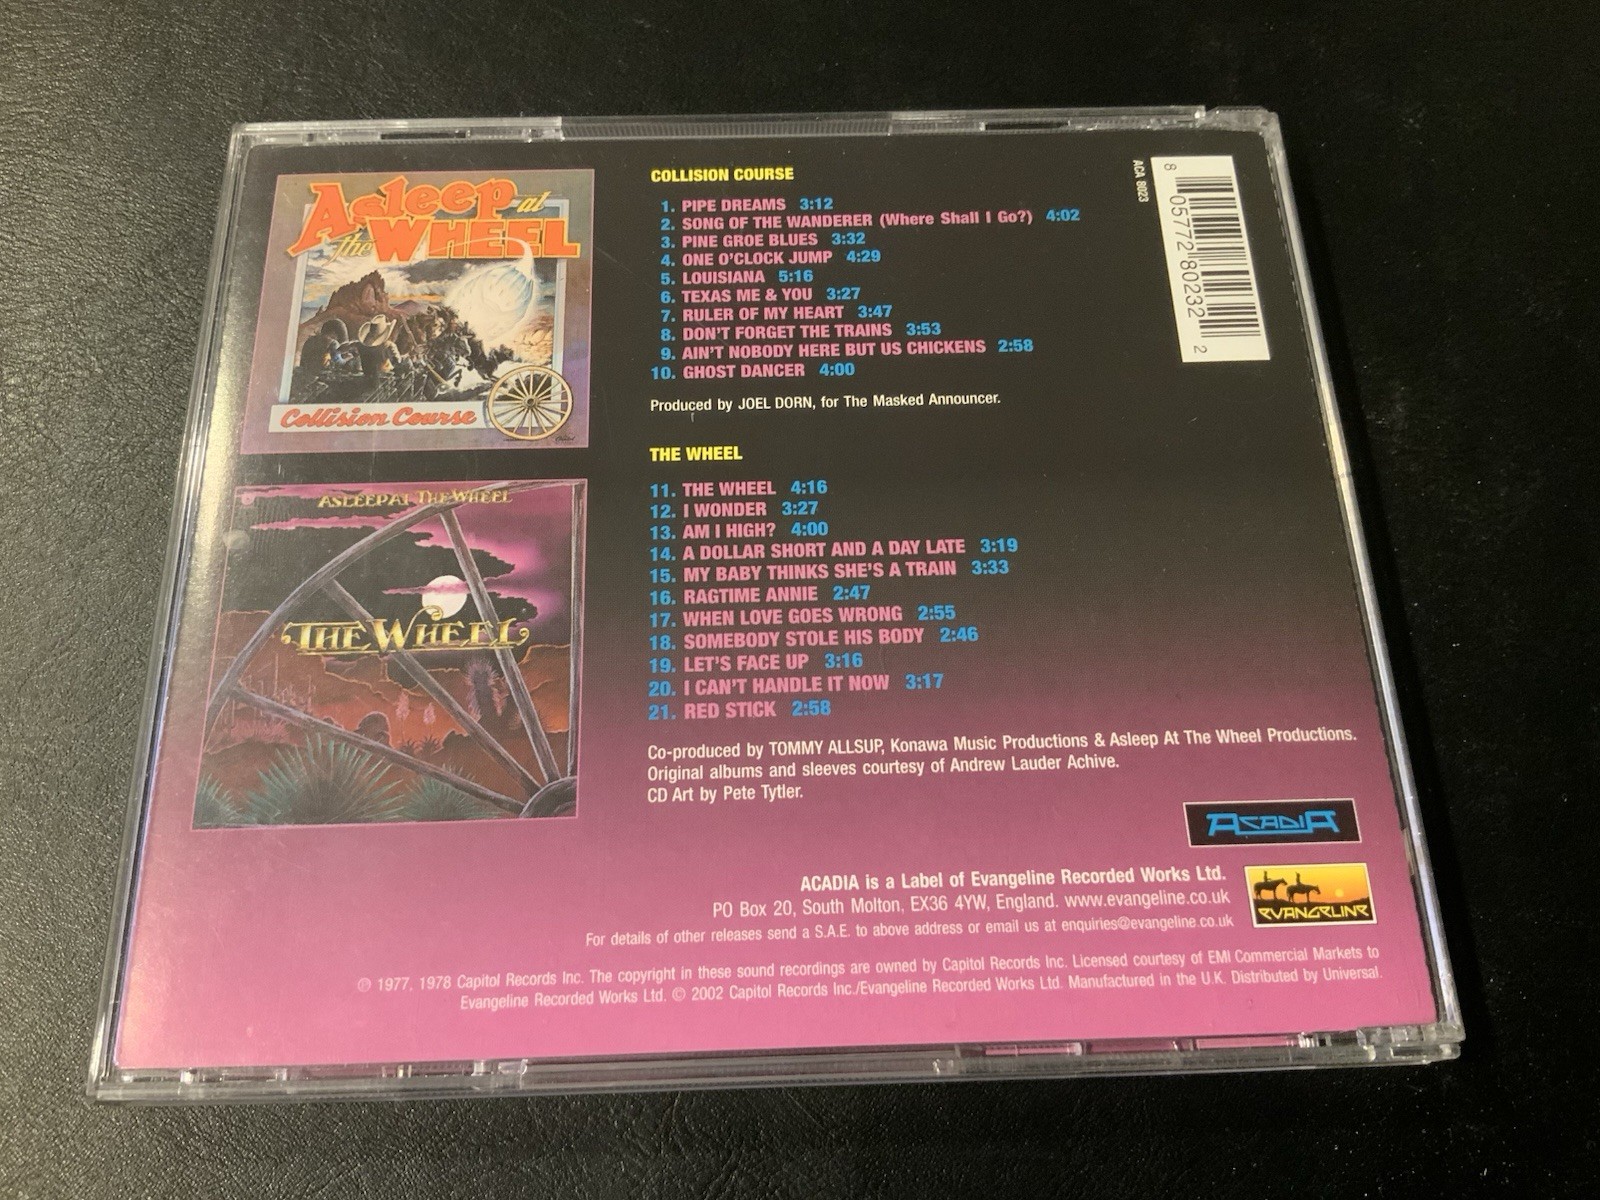 Asleep at
the WHEEL
Collision Course
ASLEEP AT THE WHEEL
THE WHEEL
COLLISION COURSE
1. PIPE DREAMS 3:12
2. SONG OF THE WANDERER (Where Shall I Go?) 4:02
3. PINE GROE BLUES 3:32
4. ONE O'CLOCK JUMP 4:29
5. LOUISIANA 5:16
6. TEXAS ME & YOU 3:27
7. RULER OF MY HEART 3:47
8. DON'T FORGET THE TRAINS 3:53
9. AIN'T NOBODY HERE BUT US CHICKENS 2:58
10. GHOST DANCER 4:00
Produced by JOEL DORN, for The Masked Announcer.
THE WHEEL
11. THE WHEEL 4:16
12. I WONDER 3:27
13. AM I HIGH? 4:00
14. A DOLLAR SHORT AND A DAY LATE 3:19
15. MY BABY THINKS SHE'S A TRAIN 3:33
16. RAGTIME ANNIE 2:47
17. WHEN LOVE GOES WRONG 2:55
18. SOMEBODY STOLE HIS BODY 2:46
19. LET'S FACE UP 3:16
20. I CAN'T HANDLE IT NOW 3:17
21. RED STICK 2:58
Co-produced by TOMMY ALLSUP, Konawa Music Productions & Asleep At The Wheel Productions.
Original albums and sleeves courtesy of Andrew Lauder Achive.
CD Art by Pete Tytler.
ACA 8023
8 05772 80232 2
ACADIA
ACADIA is a Label of Evangeline Recorded Works Ltd.
PO Box 20, South Molton, EX36 4YW, England. www.evangeline.co.uk
For details of other releases send a S.A.E. to above address or email us at enquiries@evangeline.co.uk
EVANGELINE
℗ 1977. 1978 Capitol Records Inc. The copyright in these sound recordings are owned by Capitol Records Inc. Licensed courtesy of EMI Commercial Markets to
Evangeline Recorded Works Ltd. © 2002 Capitol Records Inc./Evangeline Recorded Works Ltd. Manufactured in the U.K. Distributed by Universal.